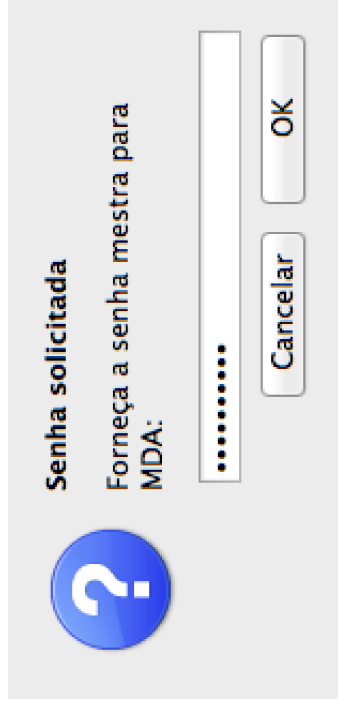 Senha solicitada
Forneça a senha mestra para
MDA:
••••••••••
Cancelar
OK